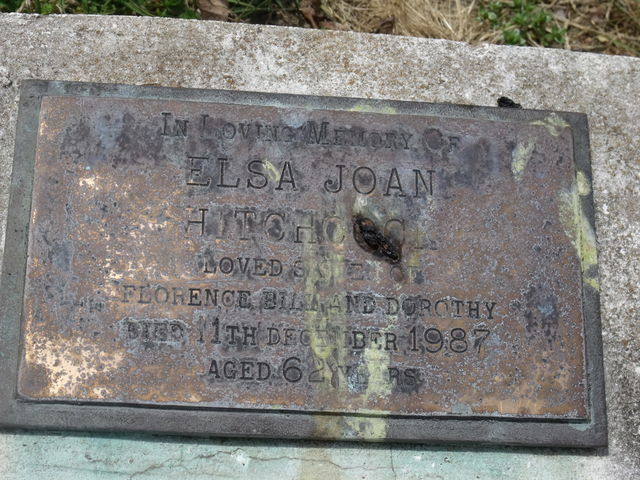 In Loving Memory Of
ELSA JOAN
HITCHCOCK
LOVED SISTER OF
FLORENCE, BILL AND DOROTHY
DIED 11TH DECEMBER 1987
AGED 62 YEARS